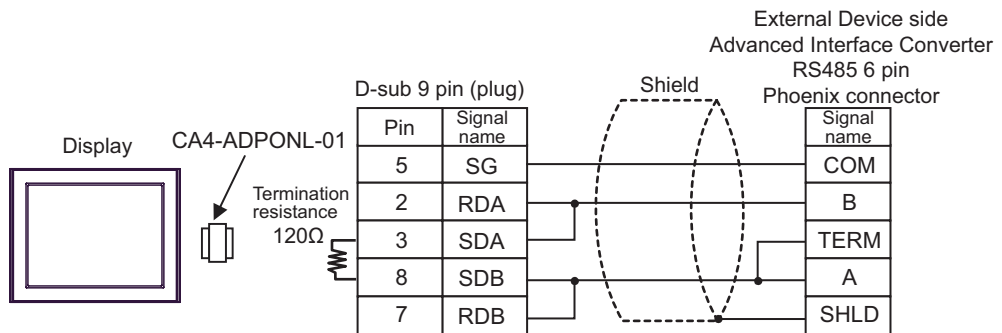 External Device side
Advanced Interface Converter
RS485 6 pin
Phoenix connector
D-sub 9 pin (plug)
Shield
Display
CA4-ADPONL-01
Termination
resistance
120Ω
Pin Signal name
5 SG
2 RDA
3 SDA
8 SDB
7 RDB
Signal name
COM
B
TERM
A
SHLD